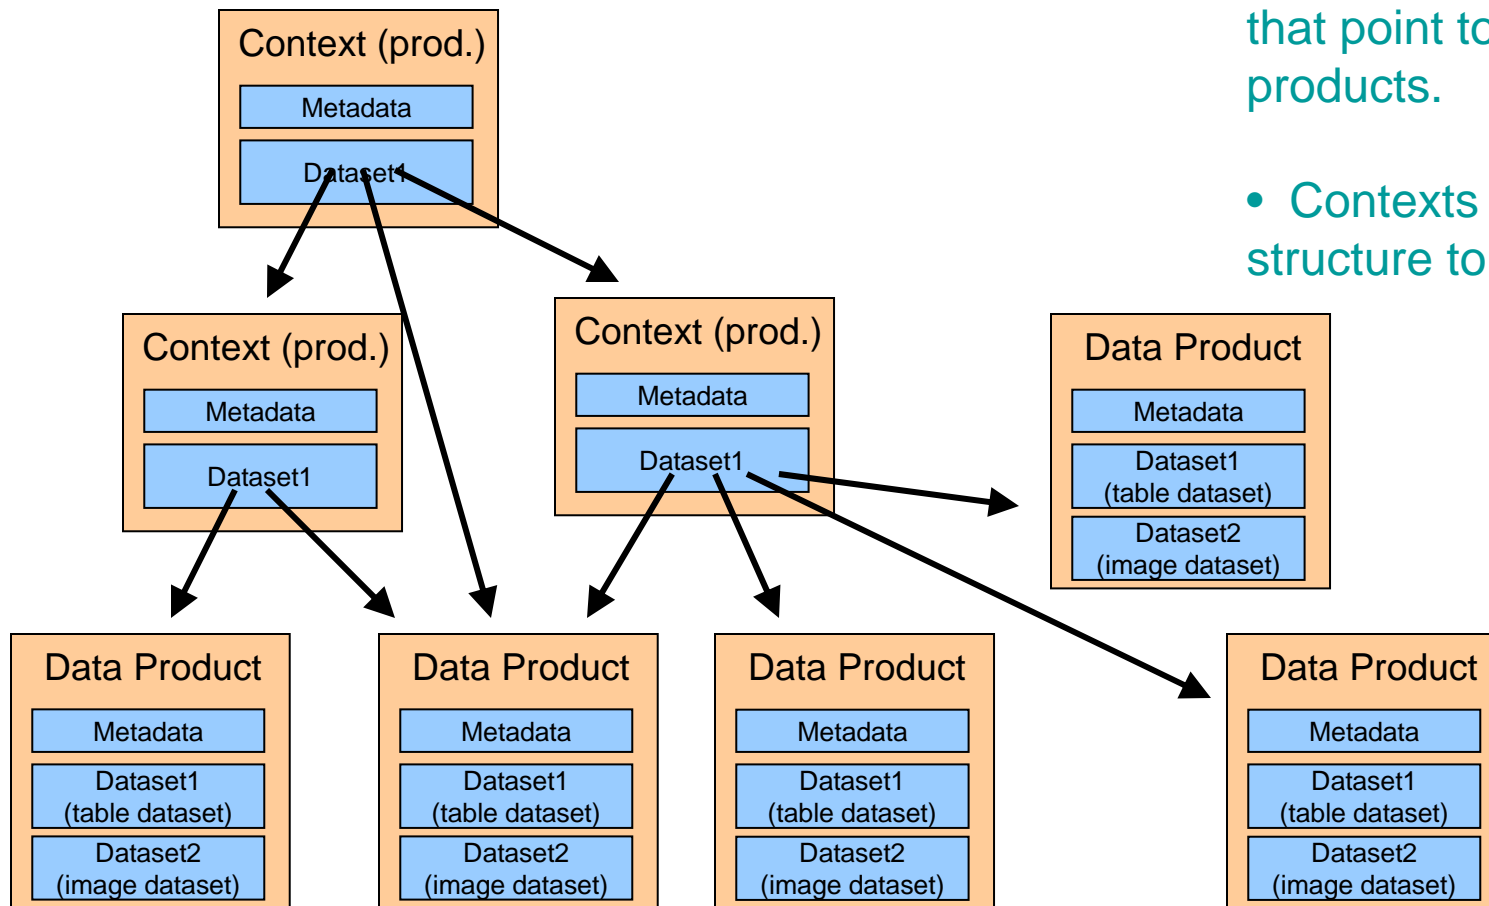 that point to
products.
• Contexts
structure to
Context (prod.)
Metadata
Dataset1
Context (prod.)
Metadata
Dataset1
Context (prod.)
Metadata
Dataset1
Data Product
Metadata
Dataset1
(table dataset)
Dataset2
(image dataset)
Data Product
Metadata
Dataset1
(table dataset)
Dataset2
(image dataset)
Data Product
Metadata
Dataset1
(table dataset)
Dataset2
(image dataset)
Data Product
Metadata
Dataset1
(table dataset)
Dataset2
(image dataset)
Data Product
Metadata
Dataset1
(table dataset)
Dataset2
(image dataset)